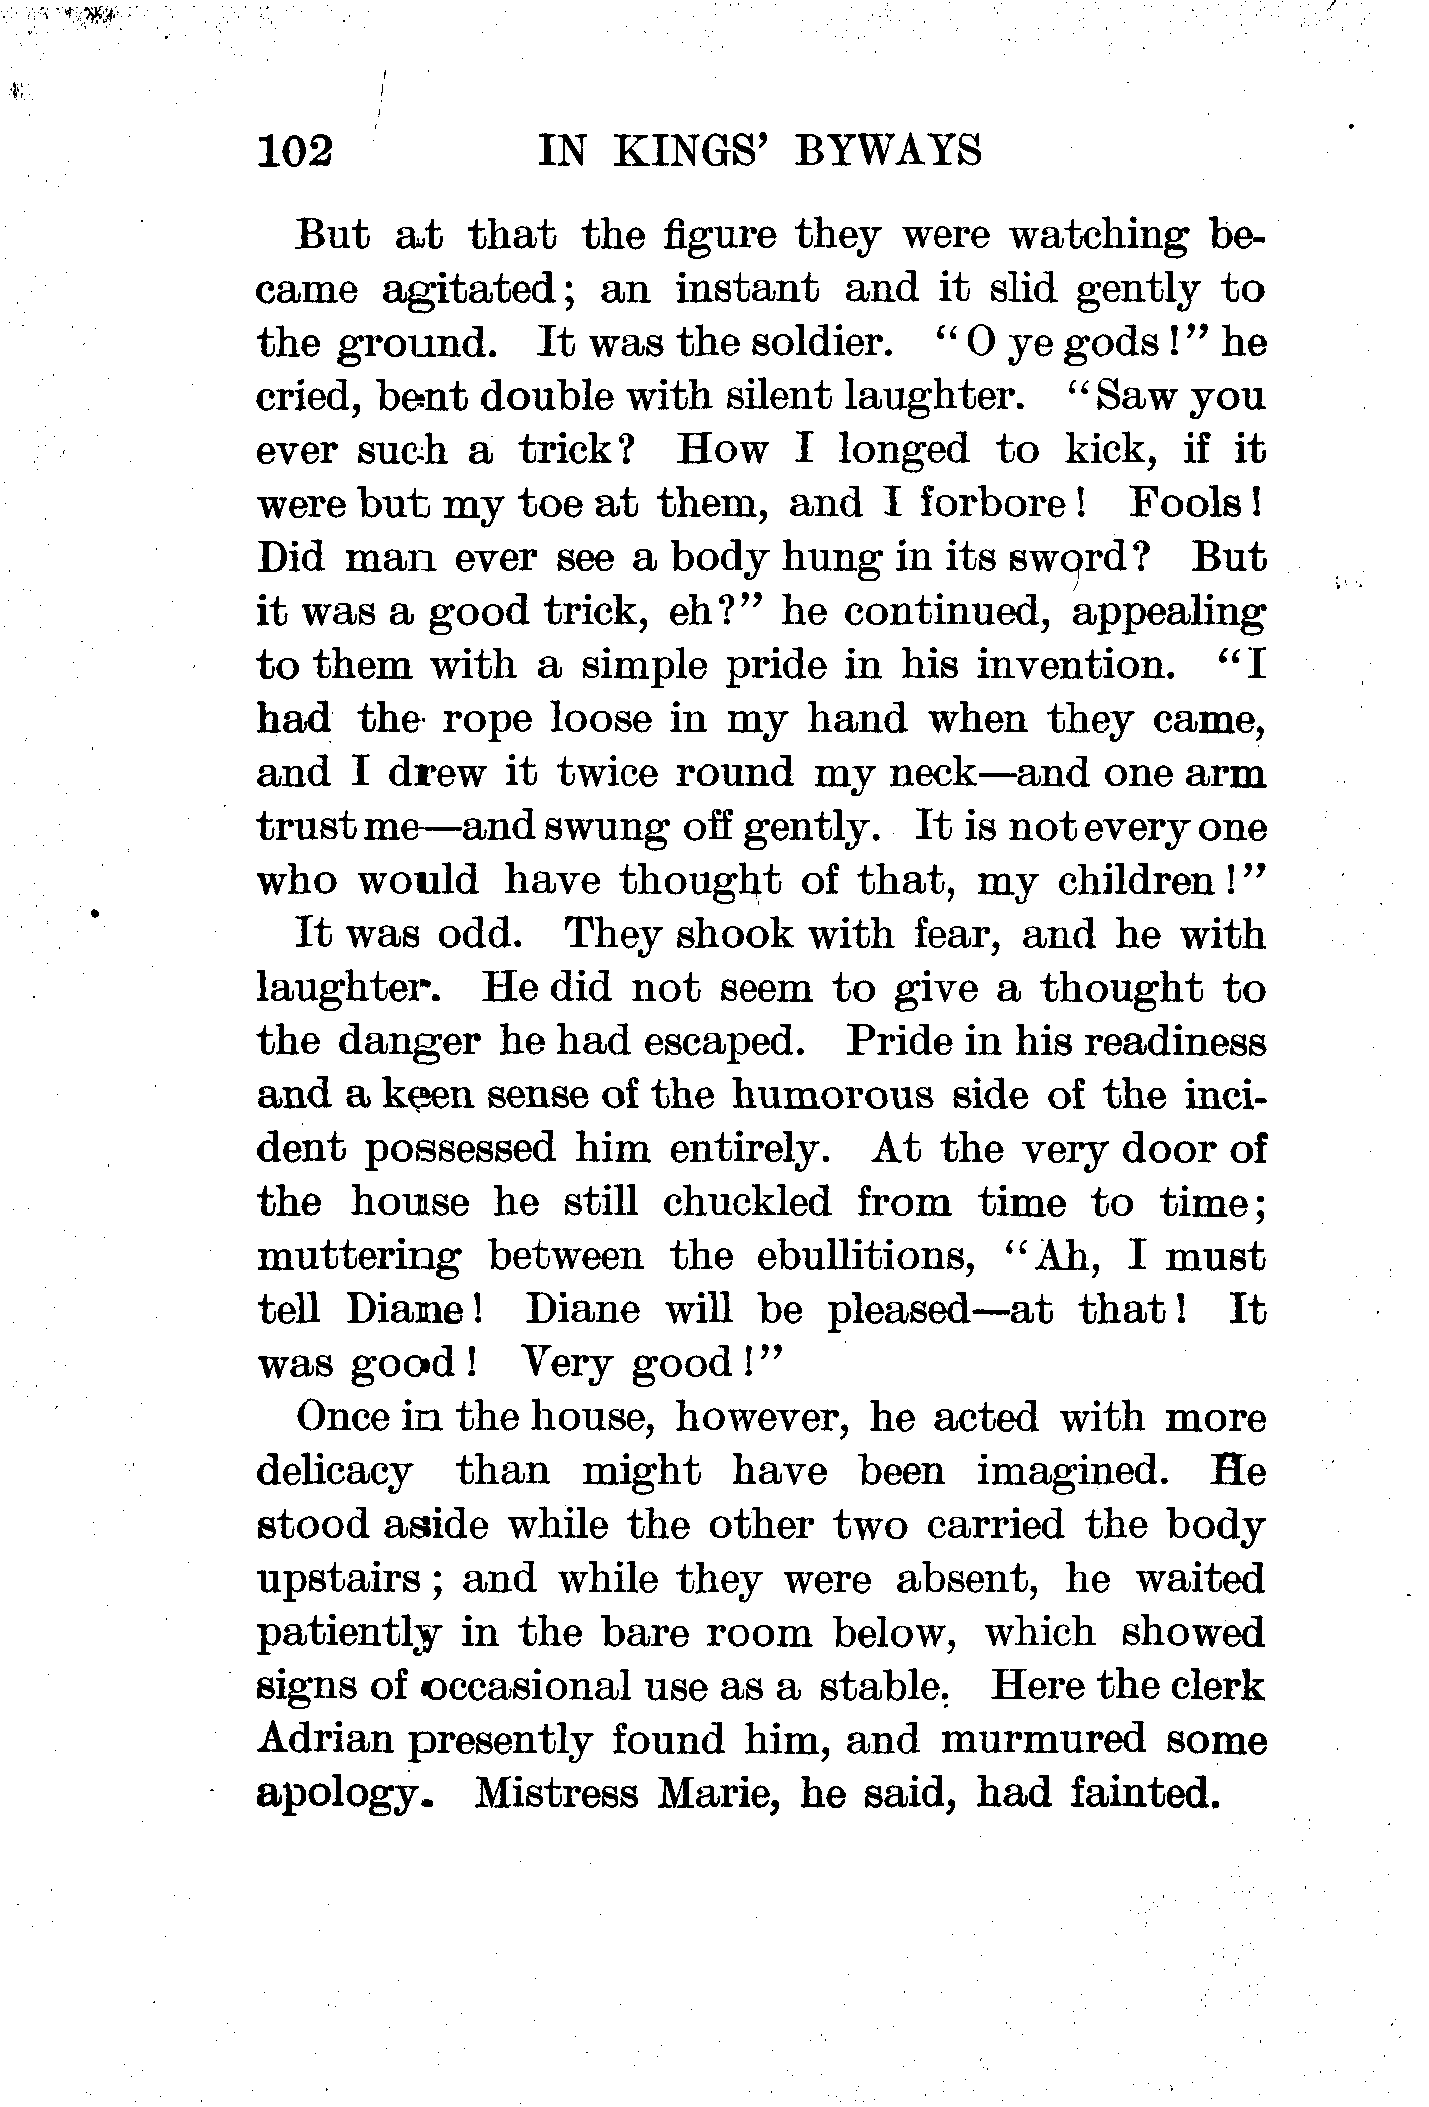 102 IN KINGS' BYWAYS
But at that the figure they were watching be-
came agitated; an instant and it slid gently to
the ground. It was the soldier. "O ye gods!" he
cried, bent double with silent laughter. "Saw you
ever such a trick? How I longed to kick, if it
were but my toe at them, and I forbore! Fools!
Did man ever see a body hung in its sword? But
it was a good trick, eh?" he continued, appealing
to them with a simple pride in his invention. "I
had the rope loose in my hand when they came,
and I drew it twice round my neck—and one arm
trust me—and swung off gently. It is not every one
who would have thought of that, my children!"
It was odd. They shook with fear, and he with
laughter. He did not seem to give a thought to
the danger he had escaped. Pride in his readiness
and a keen sense of the humorous side of the inci-
dent possessed him entirely. At the very door of
the house he still chuckled from time to time;
muttering between the ebullitions, "Ah, I must
tell Diane! Diane will be pleased—at that! It
was good! Very good!"
Once in the house, however, he acted with more
delicacy than might have been imagined. He
stood aside while the other two carried the body
upstairs; and while they were absent, he waited
patiently in the bare room below, which showed
signs of occasional use as a stable. Here the clerk
Adrian presently found him, and murmured some
apology. Mistress Marie, he said, had fainted.